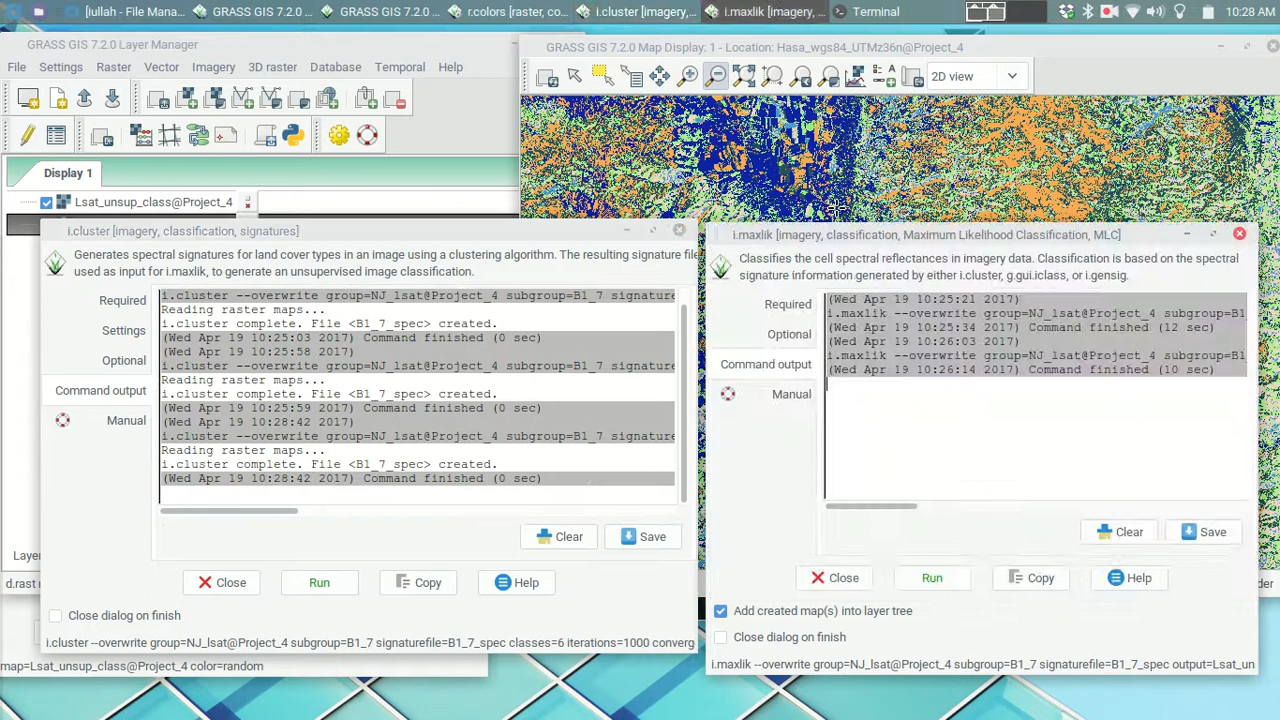 [iullah - File Mana...
GRASS GIS 7.2.0 ...
GRASS GIS 7.2.0 ...
r.colors [raster, co...
i.cluster [imagery,...
i.maxlik [imagery, ...
Terminal
10:28 AM
GRASS GIS 7.2.0 Layer Manager
File Settings Raster Vector Imagery 3D raster Database Temporal Help
Display 1
Lsat_unsup_class@Project_4
GRASS GIS 7.2.0 Map Display: 1 - Location: Hasa_wgs84_UTMz36n@Project_4
2D view
i.cluster [imagery, classification, signatures]
Generates spectral signatures for land cover types in an image using a clustering algorithm. The resulting signature file
used as input for i.maxlik, to generate an unsupervised image classification.
Required
Settings
Optional
Command output
Manual
i.cluster --overwrite group=NJ_lsat@Project_4 subgroup=B1_7 signature
Reading raster maps...
i.cluster complete. File <B1_7_spec> created.
(Wed Apr 19 10:25:03 2017) Command finished (0 sec)
(Wed Apr 19 10:25:58 2017)
i.cluster --overwrite group=NJ_lsat@Project_4 subgroup=B1_7 signature
Reading raster maps...
i.cluster complete. File <B1_7_spec> created.
(Wed Apr 19 10:25:59 2017) Command finished (0 sec)
(Wed Apr 19 10:28:42 2017)
i.cluster --overwrite group=NJ_lsat@Project_4 subgroup=B1_7 signature
Reading raster maps...
i.cluster complete. File <B1_7_spec> created.
(Wed Apr 19 10:28:42 2017) Command finished (0 sec)
Clear Save
Close Run Copy Help
Close dialog on finish
i.cluster --overwrite group=NJ_lsat@Project_4 subgroup=B1_7 signaturefile=B1_7_spec classes=6 iterations=1000 converg
i.maxlik [imagery, classification, Maximum Likelihood Classification, MLC]
Classifies the cell spectral reflectances in imagery data. Classification is based on the spectral
signature information generated by either i.cluster, g.gui.iclass, or i.gensig.
Required
Optional
Command output
Manual
(Wed Apr 19 10:25:21 2017)
i.maxlik --overwrite group=NJ_lsat@Project_4 subgroup=B1
(Wed Apr 19 10:25:34 2017) Command finished (12 sec)
(Wed Apr 19 10:26:03 2017)
i.maxlik --overwrite group=NJ_lsat@Project_4 subgroup=B1
(Wed Apr 19 10:26:14 2017) Command finished (10 sec)
Clear Save
Close Run Copy Help
Add created map(s) into layer tree
Close dialog on finish
i.maxlik --overwrite group=NJ_lsat@Project_4 subgroup=B1_7 signaturefile=B1_7_spec output=Lsat_un
Layer
d.rast m
der
map=Lsat_unsup_class@Project_4 color=random